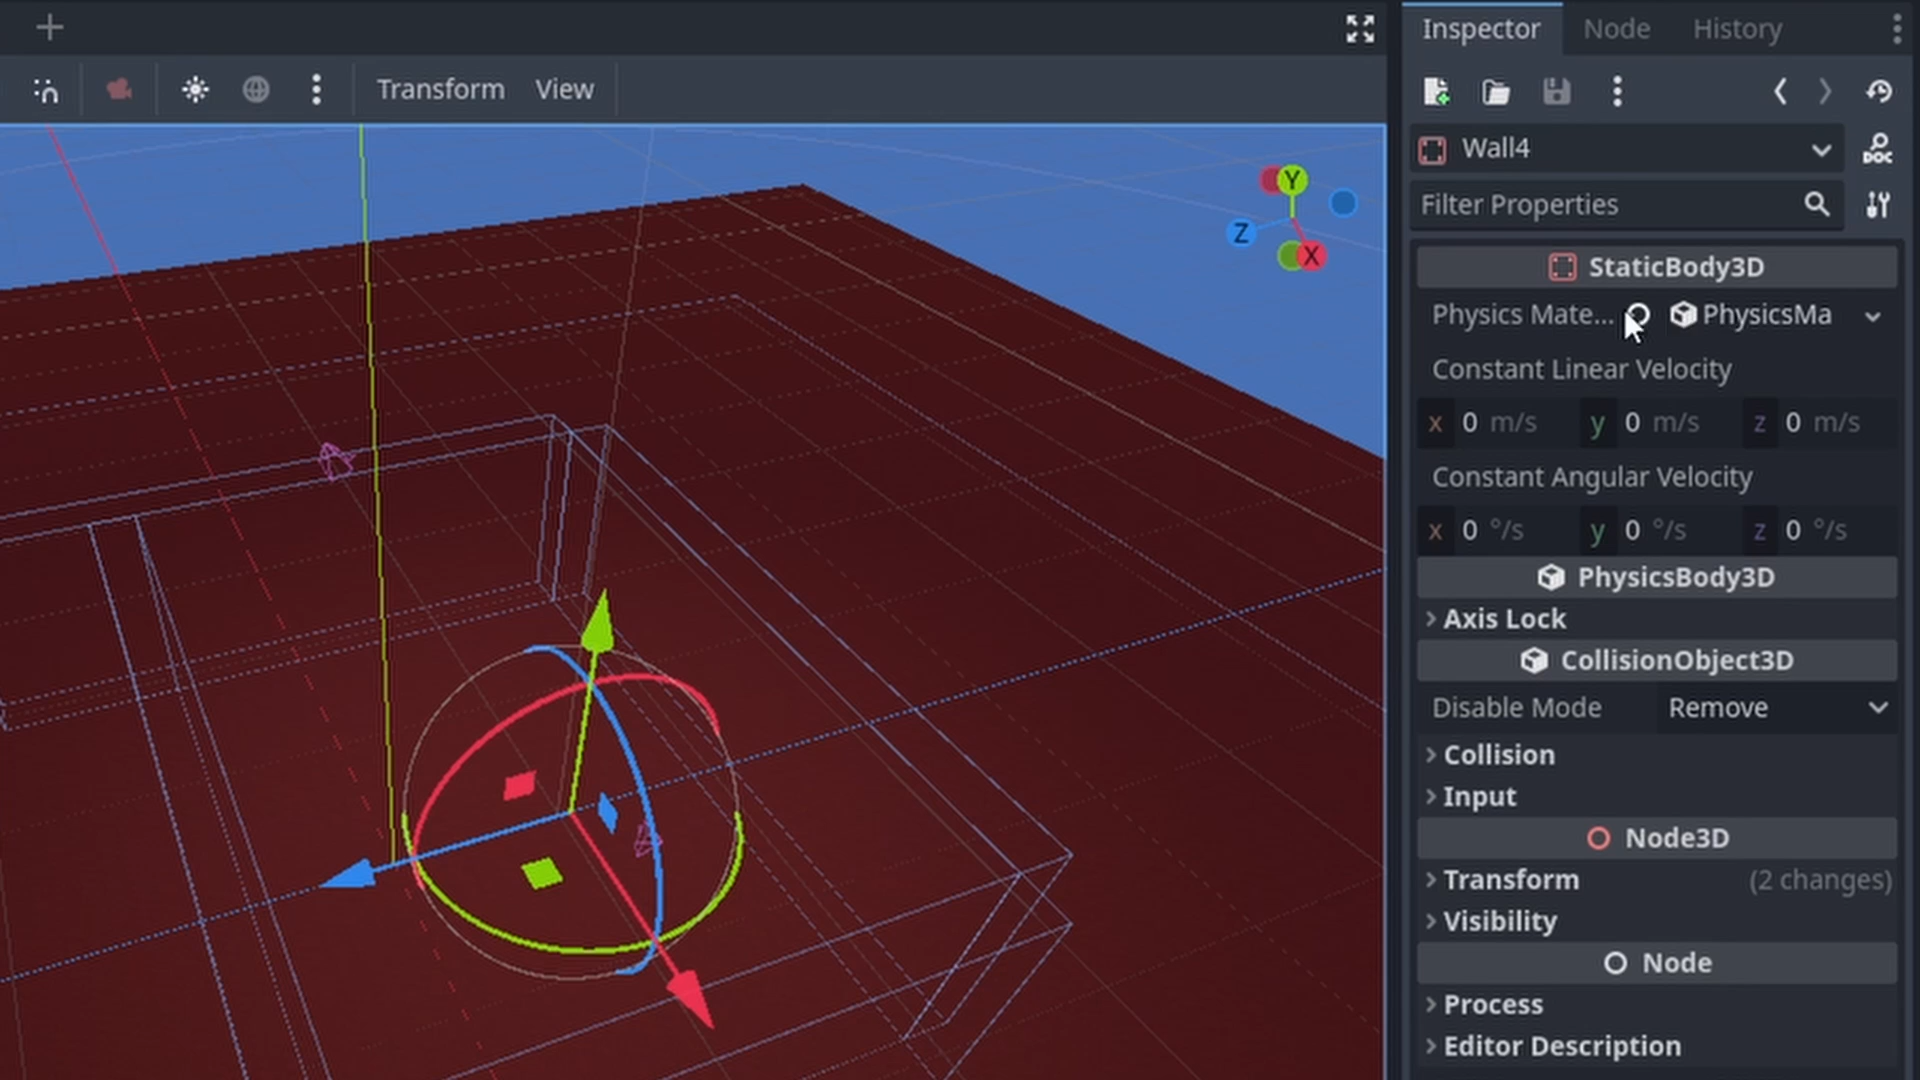 Inspector Node History
Transform View
Wall4
DOC
Filter Properties
Y
Z
X
StaticBody3D
Physics Mate... PhysicsMa
Constant Linear Velocity
x 0 m/s y 0 m/s z 0 m/s
Constant Angular Velocity
x 0 °/s y 0 °/s z 0 °/s
PhysicsBody3D
Axis Lock
CollisionObject3D
Disable Mode Remove
Collision
Input
Node3D
Transform (2 changes)
Visibility
Node
Process
Editor Description